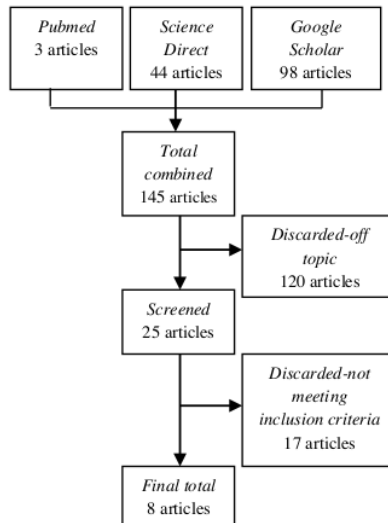 Pubmed
3 articles
Science
Direct
44 articles
Google
Scholar
98 articles
Total
combined
145 articles
Discarded-off
topic
120 articles
Screened
25 articles
Discarded-not
meeting
inclusion criteria
17 articles
Final total
8 articles